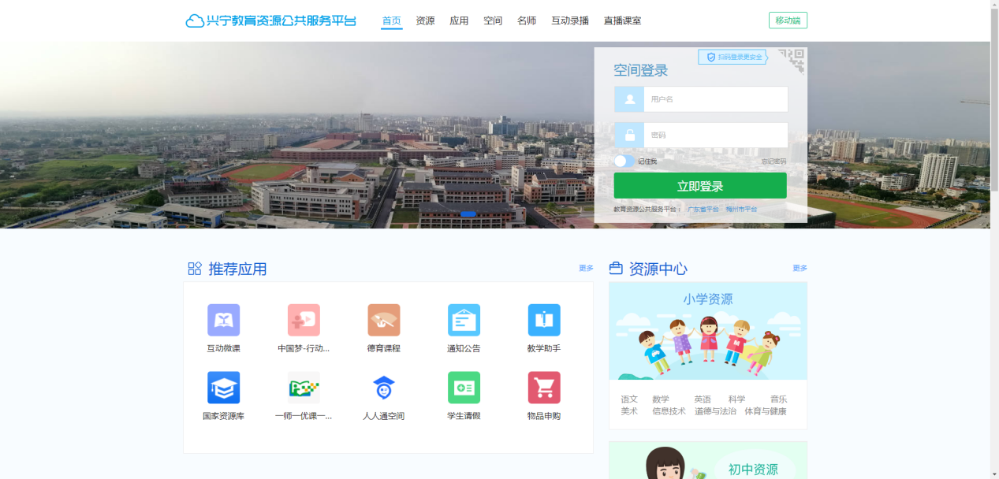 兴宁教育资源公共服务平台
首页 资源 应用 空间 名师 互动录播 直播课室
移动端
扫码登录更安全
空间登录
用户名
密码
记住我 忘记密码
立即登录
教育资源公共服务平台： 广东省平台 梅州市平台
推荐应用 更多
互动微课 中国梦-行动... 德育课程 通知公告 教学助手
国家资源库 一师一优课一... 人人通空间 学生请假 物品申购
资源中心 更多
小学资源
语文 数学 英语 科学 音乐
美术 信息技术 道德与法治 体育与健康
初中资源